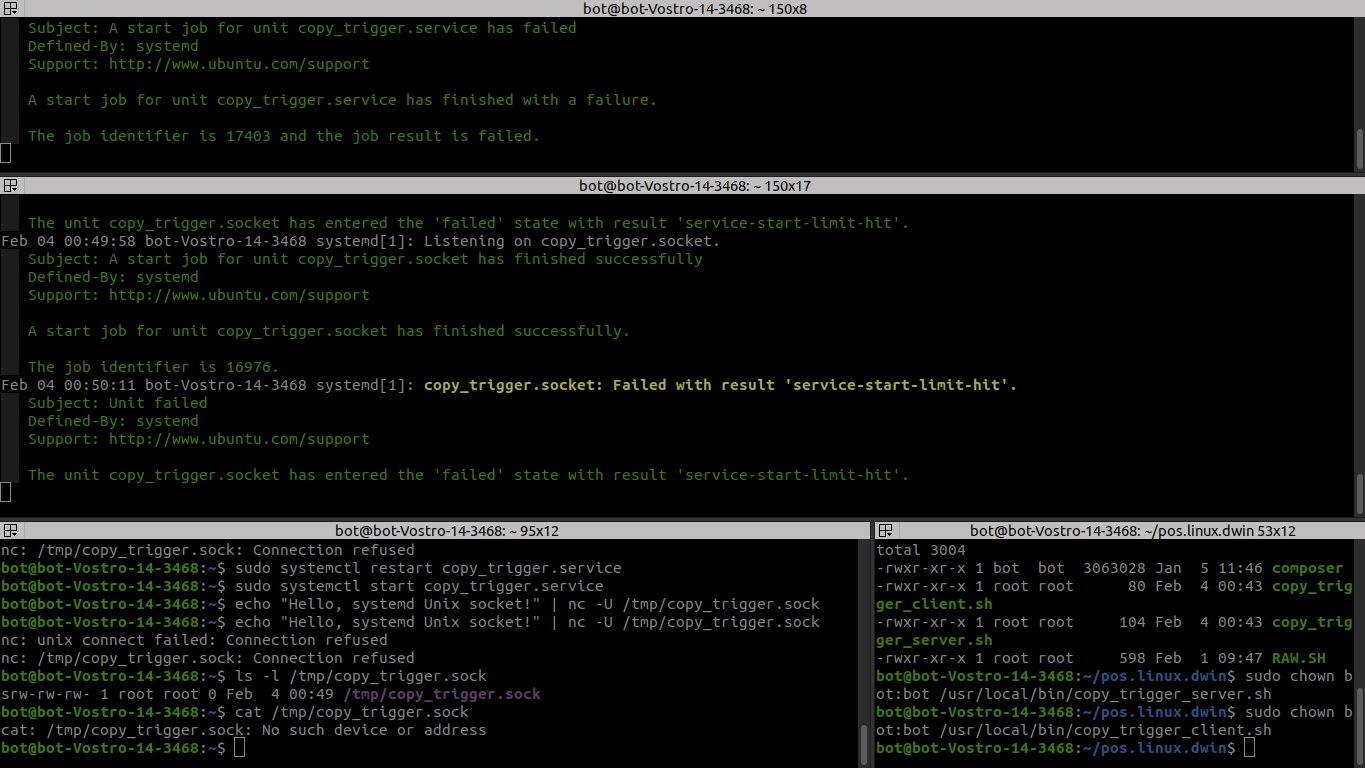 bot@bot-Vostro-14-3468: ~ 150x8
Subject: A start job for unit copy_trigger.service has failed
Defined-By: systemd
Support: http://www.ubuntu.com/support
A start job for unit copy_trigger.service has finished with a failure.
The job identifier is 17403 and the job result is failed.
bot@bot-Vostro-14-3468: ~ 150x17
The unit copy_trigger.socket has entered the 'failed' state with result 'service-start-limit-hit'.
Feb 04 00:49:58 bot-Vostro-14-3468 systemd[1]: Listening on copy_trigger.socket.
Subject: A start job for unit copy_trigger.socket has finished successfully
Defined-By: systemd
Support: http://www.ubuntu.com/support
A start job for unit copy_trigger.socket has finished successfully.
The job identifier is 16976.
Feb 04 00:50:11 bot-Vostro-14-3468 systemd[1]: copy_trigger.socket: Failed with result 'service-start-limit-hit'.
Subject: Unit failed
Defined-By: systemd
Support: http://www.ubuntu.com/support
The unit copy_trigger.socket has entered the 'failed' state with result 'service-start-limit-hit'.
bot@bot-Vostro-14-3468: ~ 95x12
nc: /tmp/copy_trigger.sock: Connection refused
bot@bot-Vostro-14-3468:~$ sudo systemctl restart copy_trigger.service
bot@bot-Vostro-14-3468:~$ sudo systemctl start copy_trigger.service
bot@bot-Vostro-14-3468:~$ echo "Hello, systemd Unix socket!" | nc -U /tmp/copy_trigger.sock
bot@bot-Vostro-14-3468:~$ echo "Hello, systemd Unix socket!" | nc -U /tmp/copy_trigger.sock
nc: unix connect failed: Connection refused
nc: /tmp/copy_trigger.sock: Connection refused
bot@bot-Vostro-14-3468:~$ ls -l /tmp/copy_trigger.sock
srw-rw-rw- 1 root root 0 Feb  4 00:49 /tmp/copy_trigger.sock
bot@bot-Vostro-14-3468:~$ cat /tmp/copy_trigger.sock
cat: /tmp/copy_trigger.sock: No such device or address
bot@bot-Vostro-14-3468:~$
bot@bot-Vostro-14-3468: ~/pos.linux.dwin 53x12
total 3004
-rwxr-xr-x 1 bot  bot  3063028 Jan  5 11:46 composer
-rwxr-xr-x 1 root root      80 Feb  4 00:43 copy_trig
ger_client.sh
-rwxr-xr-x 1 root root     104 Feb  4 00:43 copy_trig
ger_server.sh
-rwxr-xr-x 1 root root     598 Feb  1 09:47 RAW.SH
bot@bot-Vostro-14-3468:~/pos.linux.dwin$ sudo chown b
ot:bot /usr/local/bin/copy_trigger_server.sh
bot@bot-Vostro-14-3468:~/pos.linux.dwin$ sudo chown b
ot:bot /usr/local/bin/copy_trigger_client.sh
bot@bot-Vostro-14-3468:~/pos.linux.dwin$